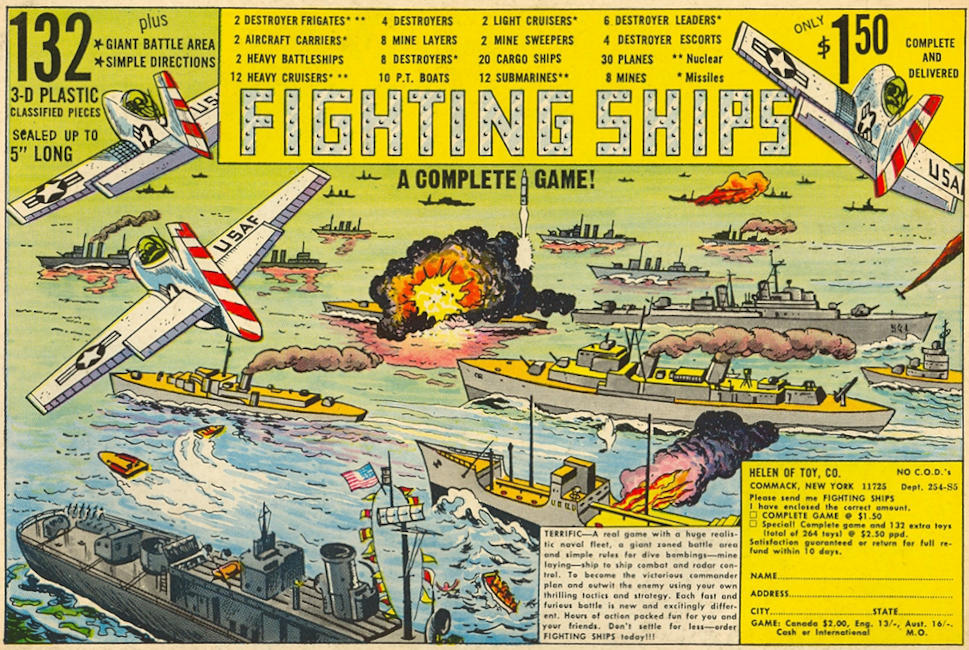 132
plus
★ GIANT BATTLE AREA
★ SIMPLE DIRECTIONS
3-D PLASTIC
CLASSIFIED PIECES
SCALED UP TO
5" LONG
2 DESTROYER FRIGATES* **
2 AIRCRAFT CARRIERS*
2 HEAVY BATTLESHIPS
12 HEAVY CRUISERS* **
4 DESTROYERS
8 MINE LAYERS
8 DESTROYERS*
10 P.T. BOATS
2 LIGHT CRUISERS*
2 MINE SWEEPERS
20 CARGO SHIPS
12 SUBMARINES**
6 DESTROYER LEADERS*
4 DESTROYER ESCORTS
30 PLANES ** Nuclear
8 MINES * Missiles
ONLY
$1.50
COMPLETE
AND
DELIVERED
FIGHTING SHIPS
A COMPLETE GAME!
US
USAF
USA
TERRIFIC—A real game with a huge realis-
tic naval fleet, a giant zoned battle area
and simple rules for dive bombings—mine
laying—ship to ship combat and radar con-
trol. To become the victorious commander
plan and outwit the enemy using your own
thrilling tactics and strategy. Each fast and
furious battle is new and excitingly differ-
ent. Hours of action packed fun for you and
your friends. Don't settle for less—order
FIGHTING SHIPS today!!!
HELEN OF TOY, CO. NO C.O.D.'s
COMMACK, NEW YORK 11725 Dept. 254-S5
Please send me FIGHTING SHIPS
I have enclosed the correct amount.
☐ COMPLETE GAME @ $1.50
☐ Special! Complete game and 132 extra toys
(total of 264 toys) @ $2.50 ppd.
Satisfaction guaranteed or return for full re-
fund within 10 days.
NAME
ADDRESS
CITY STATE
GAME: Canada $2.00, Eng. 13/-, Aust. 16/-.
Cash or International M.O.